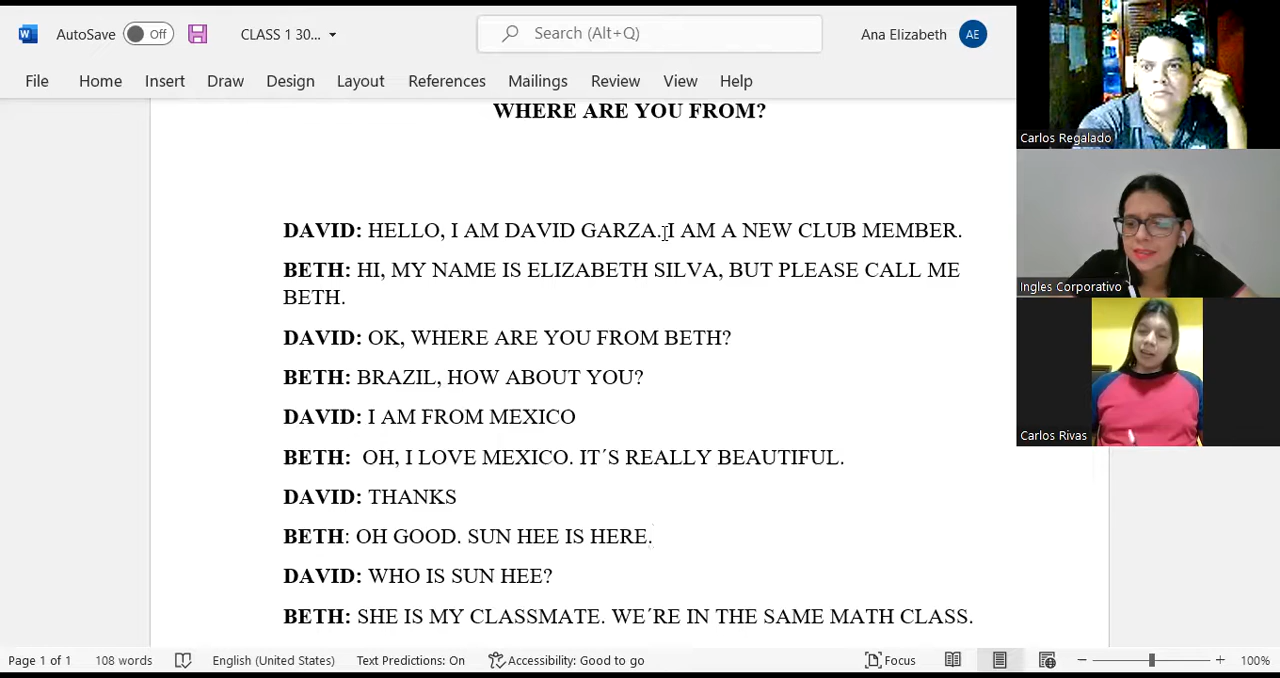 AutoSave Off CLASS 1 30... Search (Alt+Q) Ana Elizabeth AE
File Home Insert Draw Design Layout References Mailings Review View Help
WHERE ARE YOU FROM?
DAVID: HELLO, I AM DAVID GARZA. I AM A NEW CLUB MEMBER.
BETH: HI, MY NAME IS ELIZABETH SILVA, BUT PLEASE CALL ME
BETH.
DAVID: OK, WHERE ARE YOU FROM BETH?
BETH: BRAZIL, HOW ABOUT YOU?
DAVID: I AM FROM MEXICO
BETH: OH, I LOVE MEXICO. IT´S REALLY BEAUTIFUL.
DAVID: THANKS
BETH: OH GOOD. SUN HEE IS HERE.
DAVID: WHO IS SUN HEE?
BETH: SHE IS MY CLASSMATE. WE´RE IN THE SAME MATH CLASS.
Page 1 of 1 108 words English (United States) Text Predictions: On Accessibility: Good to go Focus 100%
Carlos Regalado
Ingles Corporativo
Carlos Rivas